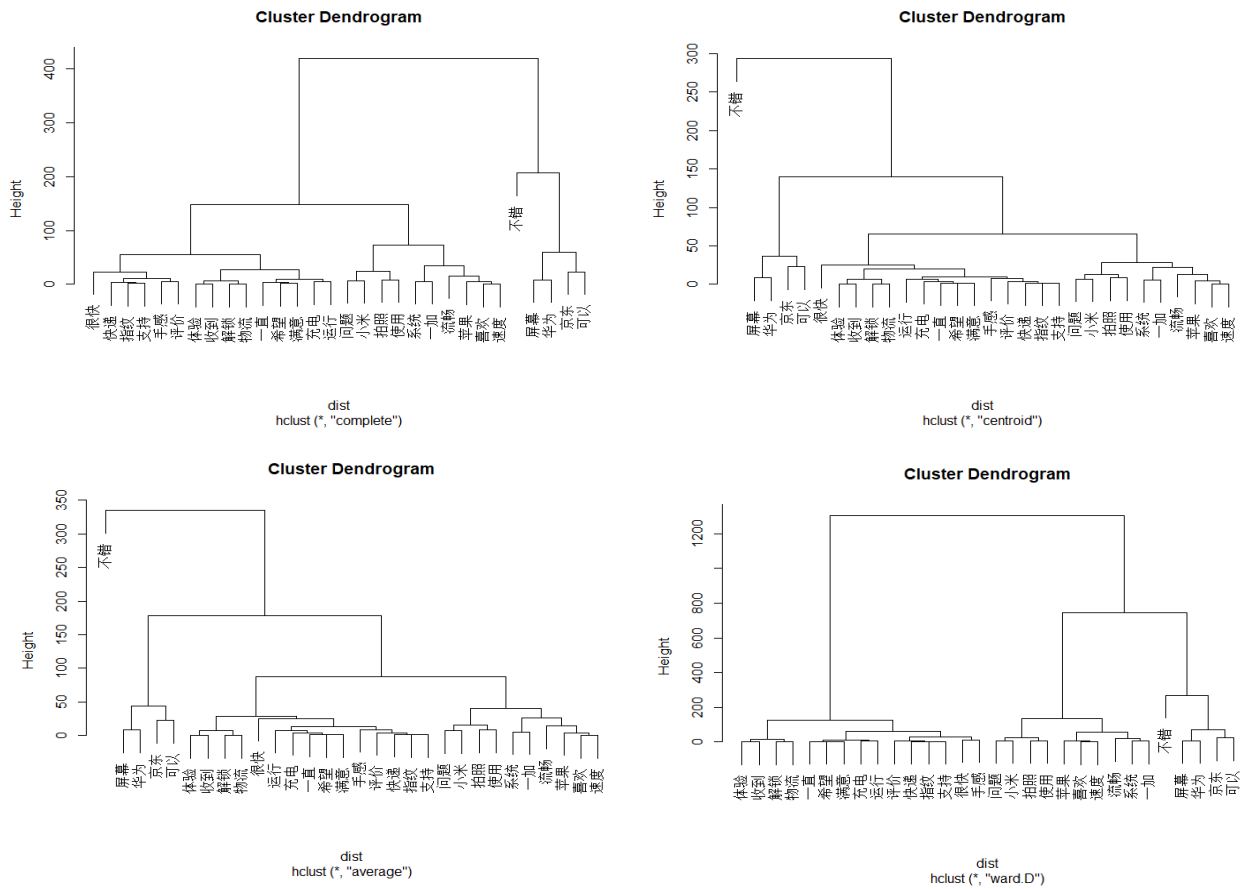 Cluster Dendrogram
Height
400
300
200
100
0
很快
快递
指纹
支持
手感
评价
体验
收到
解锁
物流
一直
希望
满意
充电
运行
问题
小米
拍照
使用
系统
一加
流畅
苹果
喜欢
速度
不错
屏幕
华为
京东
可以
dist
hclust (*, "complete")
Cluster Dendrogram
Height
300
250
200
150
100
50
0
不错
屏幕
华为
京东
可以
很快
体验
收到
解锁
物流
运行
充电
一直
希望
满意
手感
评价
快递
指纹
支持
问题
小米
拍照
使用
系统
一加
流畅
苹果
喜欢
速度
dist
hclust (*, "centroid")
Cluster Dendrogram
Height
350
300
250
200
150
100
50
0
不错
屏幕
华为
京东
可以
体验
收到
解锁
物流
很快
运行
充电
一直
希望
满意
手感
评价
快递
指纹
支持
问题
小米
拍照
使用
系统
一加
流畅
苹果
喜欢
速度
dist
hclust (*, "average")
Cluster Dendrogram
Height
1200
800
600
400
200
0
体验
收到
解锁
物流
一直
希望
满意
充电
运行
评价
快递
指纹
支持
很快
手感
问题
小米
拍照
使用
苹果
喜欢
速度
流畅
系统
一加
不错
屏幕
华为
京东
可以
dist
hclust (*, "ward.D")